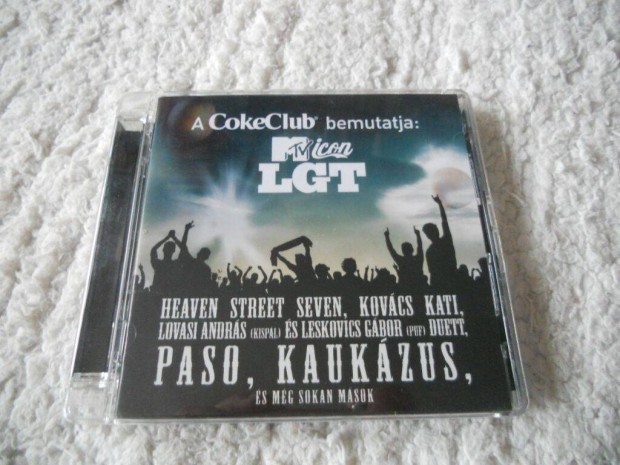 A CokeClub® bemutatja:
MTV icon
LGT
HEAVEN STREET SEVEN, KOVÁCS KATI,
LOVASI ANDRÁS (KISPÁL) ÉS LESKOVICS GÁBOR (PUF) DUETT,
PASO, KAUKÁZUS,
ÉS MÉG SOKAN MÁSOK